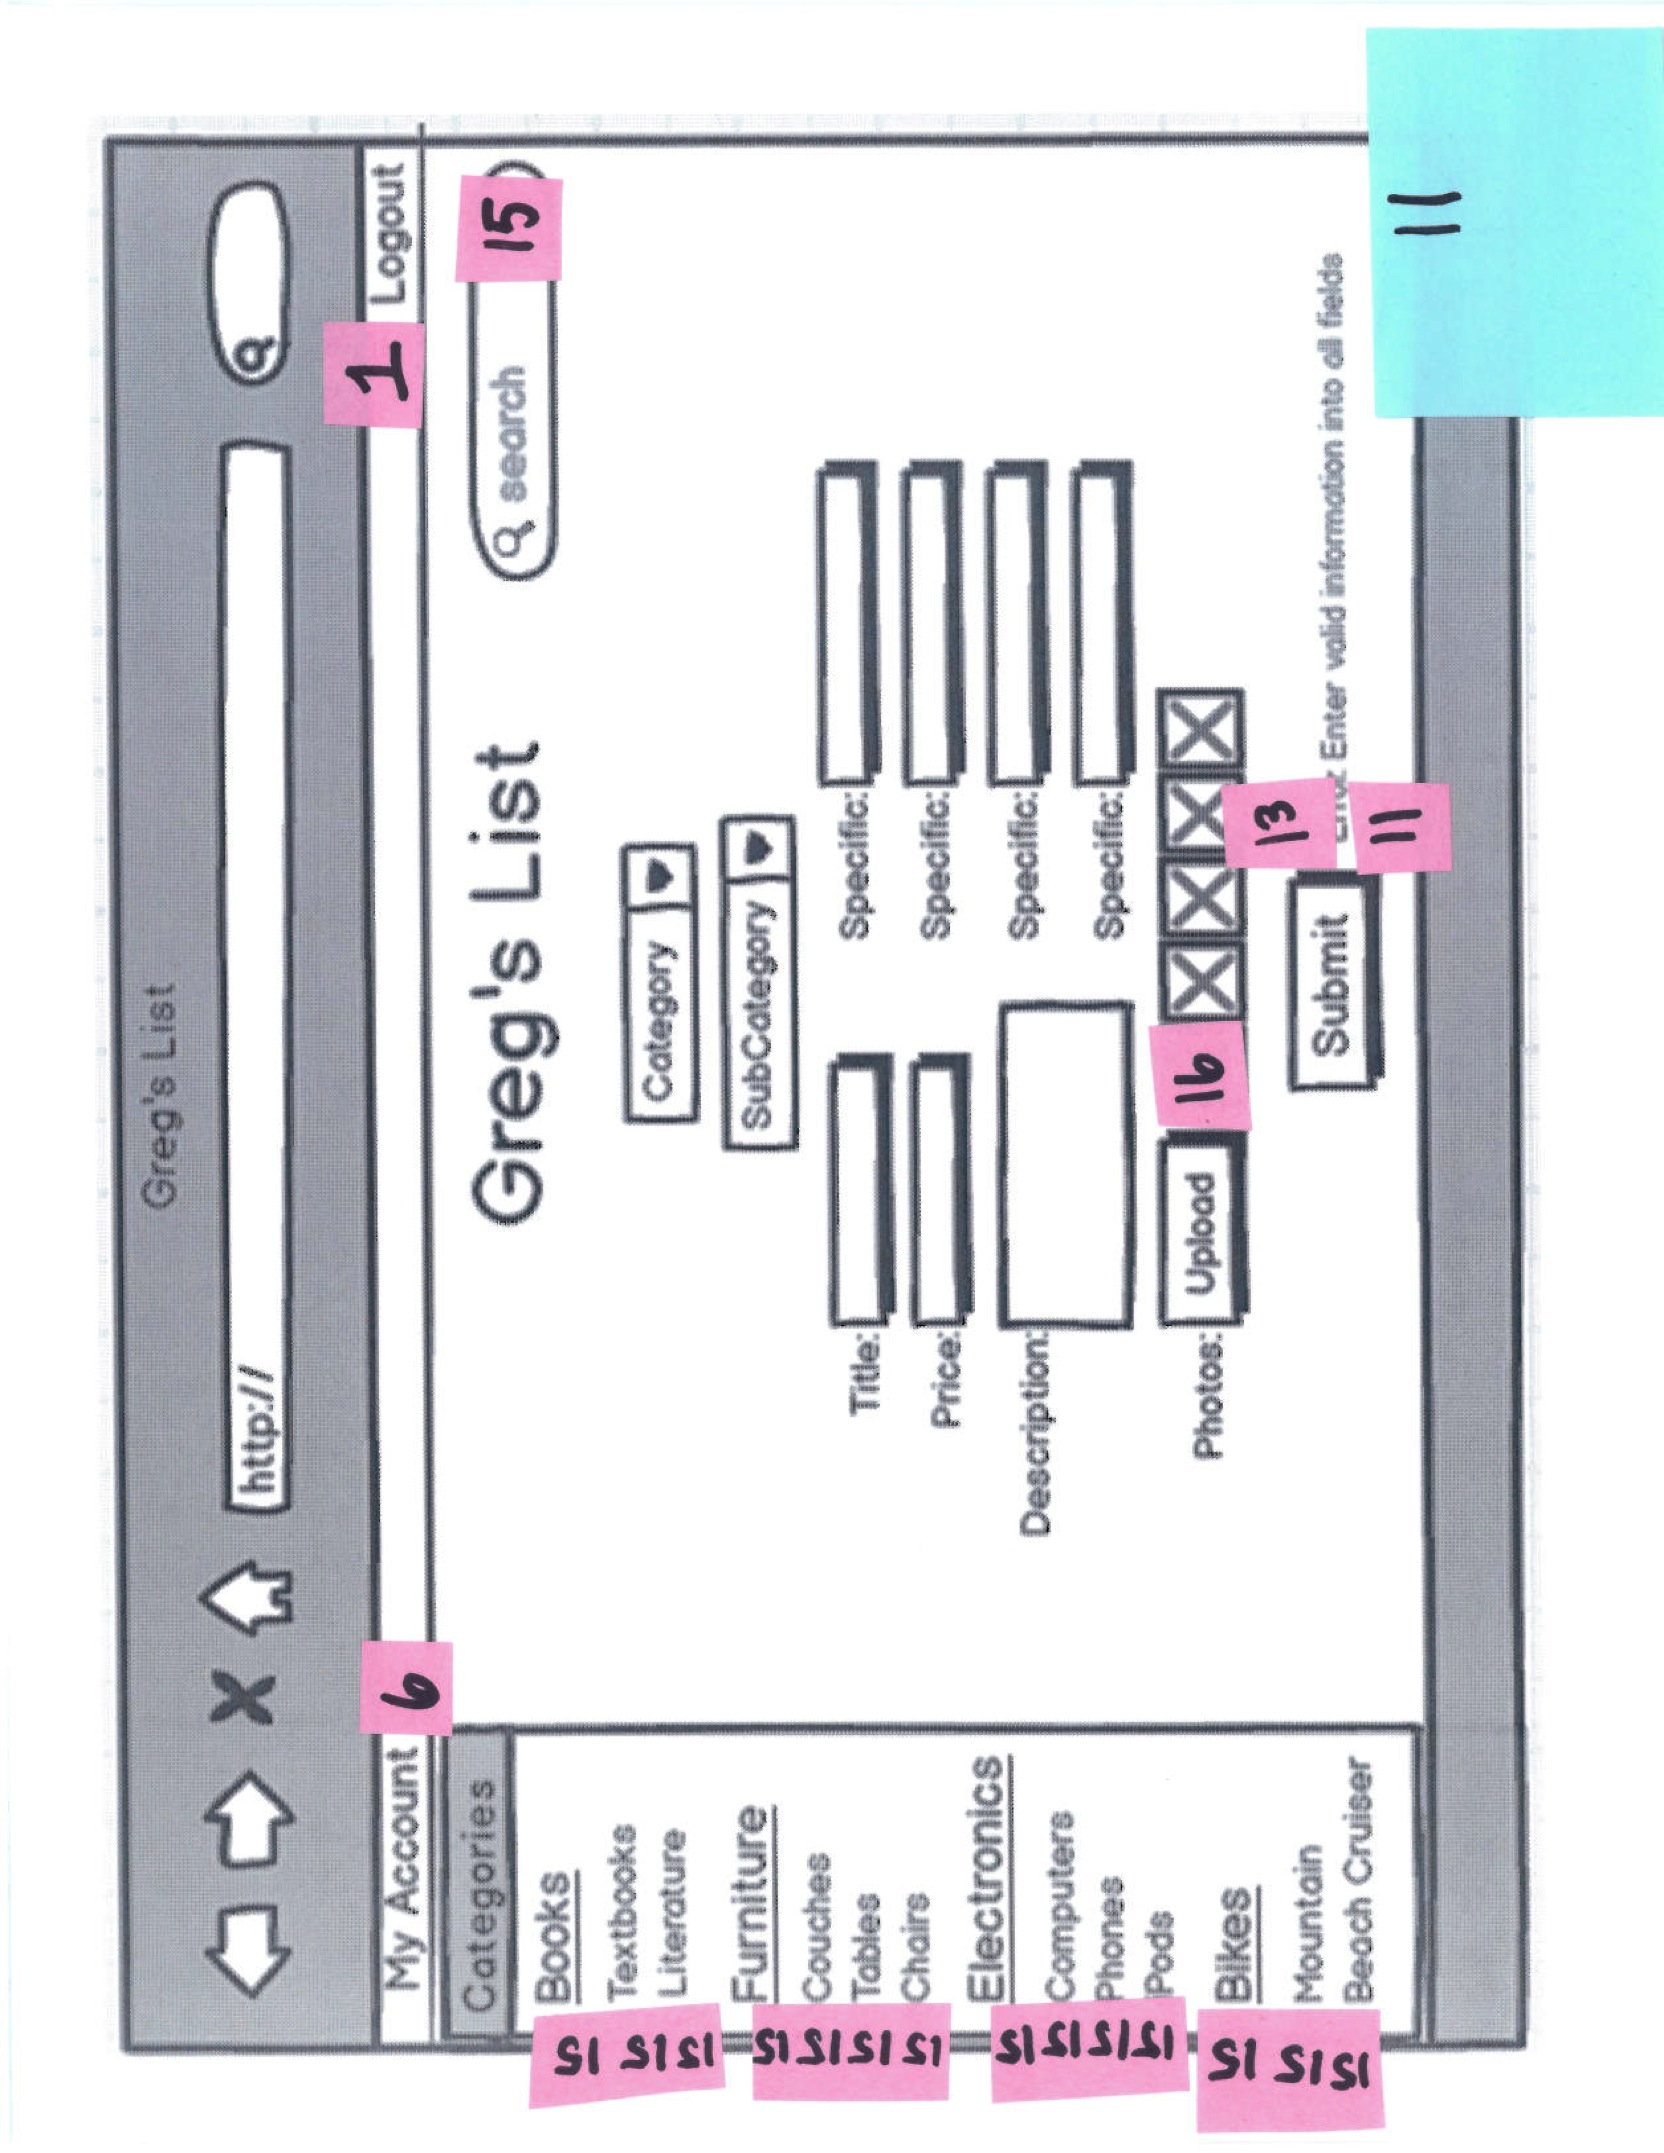 Greg's List
http://
My Account 6
1 Logout
Categories
Greg's List
search 15
Books 15
Textbooks 15
Literature 15
Furniture 15
Couches 15
Tables 15
Chairs 15
Electronics 15
Computers 15
Phones 15
iPods 15
Bikes 15
Mountain 15
Beach Cruiser 15
Category
SubCategory
Title:
Specific:
Price:
Specific:
Description:
Specific:
Specific:
Photos: Upload 16
13
Submit
Error: Enter valid information into all fields
11
11